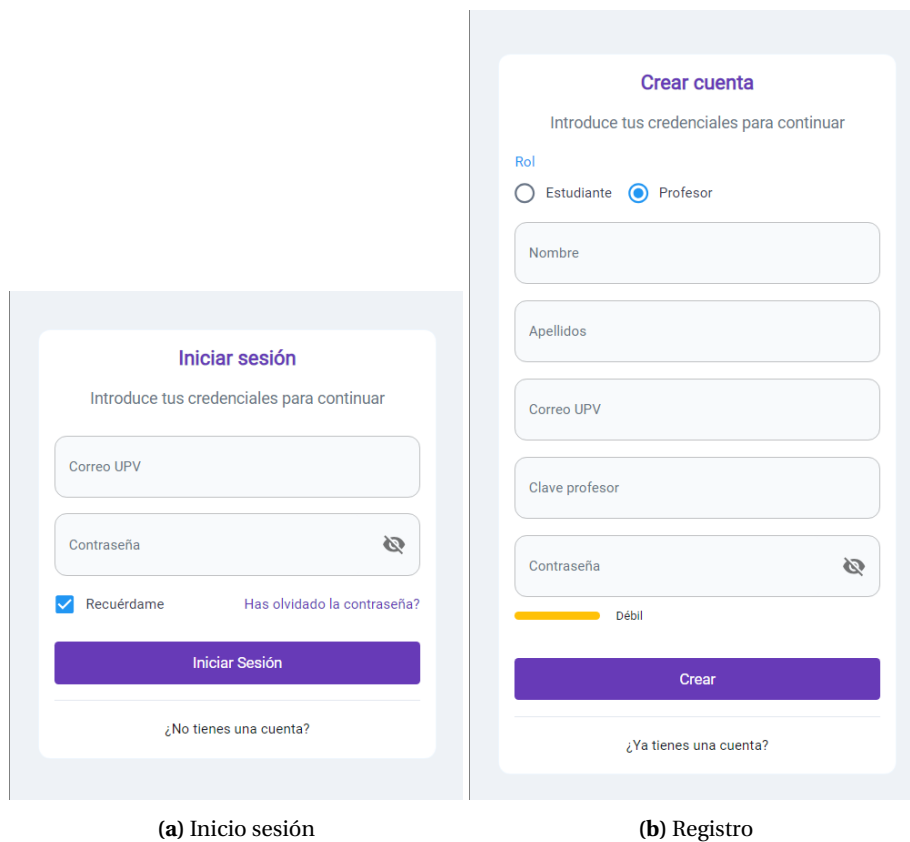 Iniciar sesión
Introduce tus credenciales para continuar
Correo UPV
Contraseña
Recuérdame Has olvidado la contraseña?
Iniciar Sesión
¿No tienes una cuenta?
(a) Inicio sesión
Crear cuenta
Introduce tus credenciales para continuar
Rol
Estudiante Profesor
Nombre
Apellidos
Correo UPV
Clave profesor
Contraseña
Débil
Crear
¿Ya tienes una cuenta?
(b) Registro